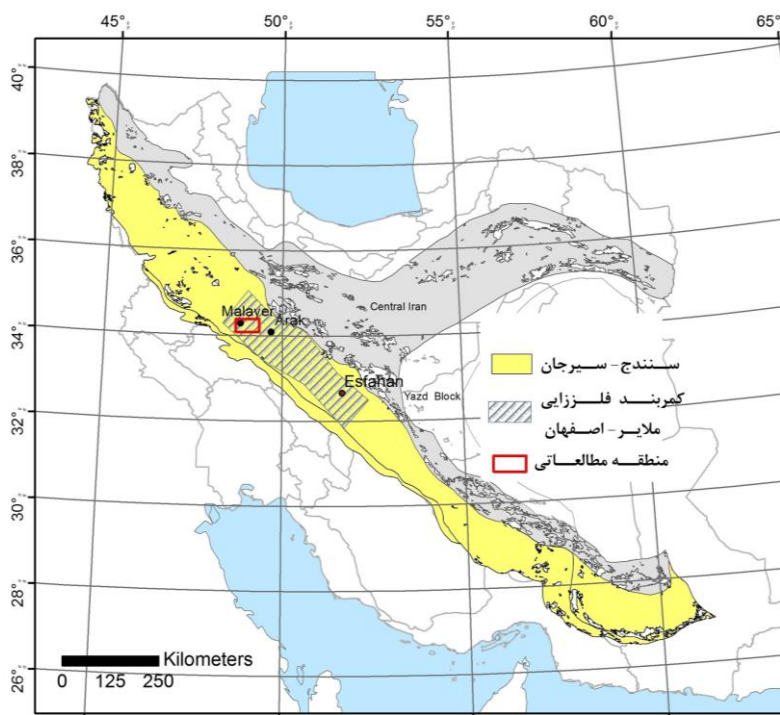 45° 50° 55° 60° 65°
40°
38°
36°
34°
32°
30°
28°
26°
Malayer
Arak
Central Iran
Esfahan
Yazd Block
سنندج - سیرجان
کمربند فلززایی
ملایر - اصفهان
منطقه مطالعاتی
Kilometers
0 125 250